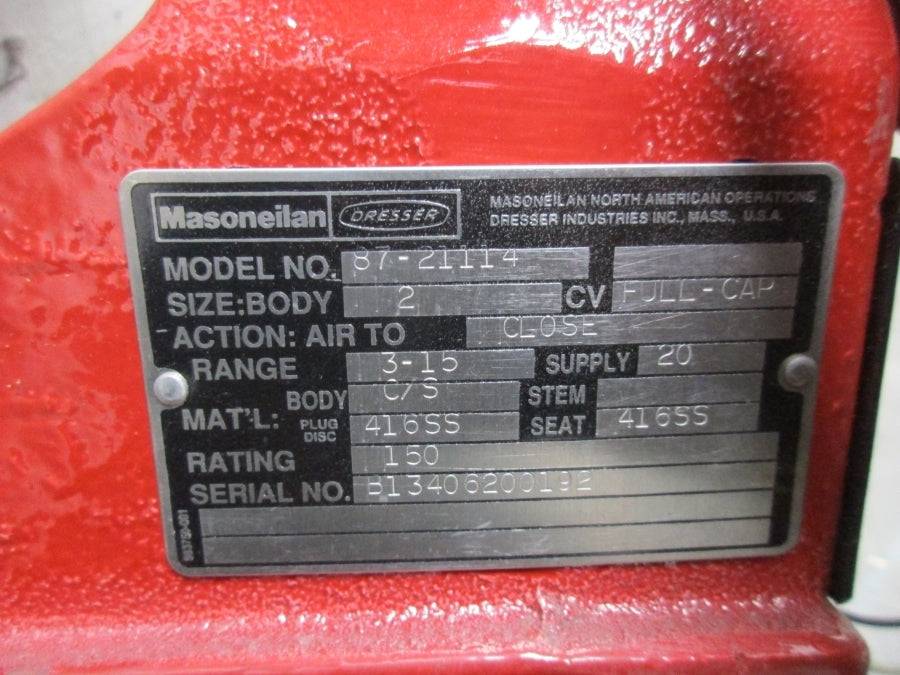 Masoneilan DRESSER MASONEILAN NORTH AMERICAN OPERATIONS
DRESSER INDUSTRIES INC., MASS., U.S.A.
MODEL NO. 87-21114
SIZE: BODY 2 CV FULL-CAP
ACTION: AIR TO CLOSE
RANGE 3-15 SUPPLY 20
MAT'L: BODY C/S STEM
PLUG DISC 416SS SEAT 416SS
RATING 150
SERIAL NO. B13406200192